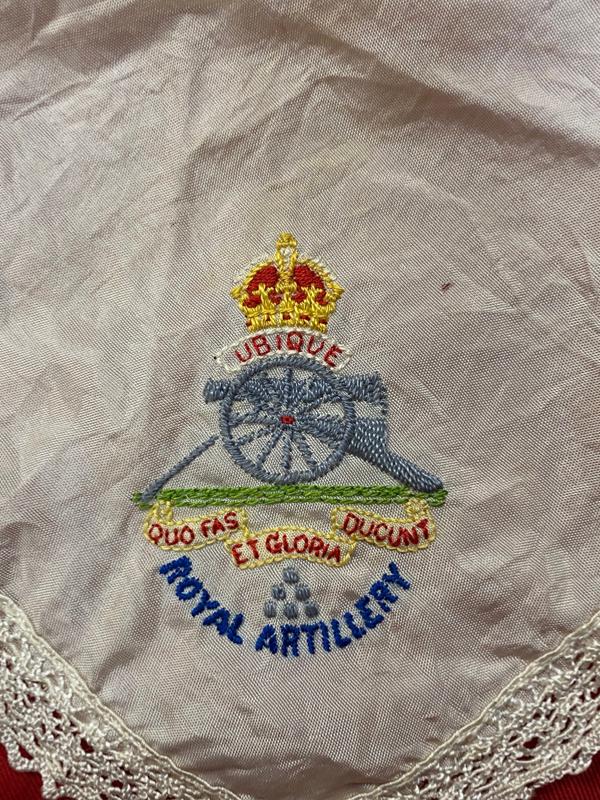 UBIQUE
QUO FAS ET GLORIA DUCUNT
ROYAL ARTILLERY